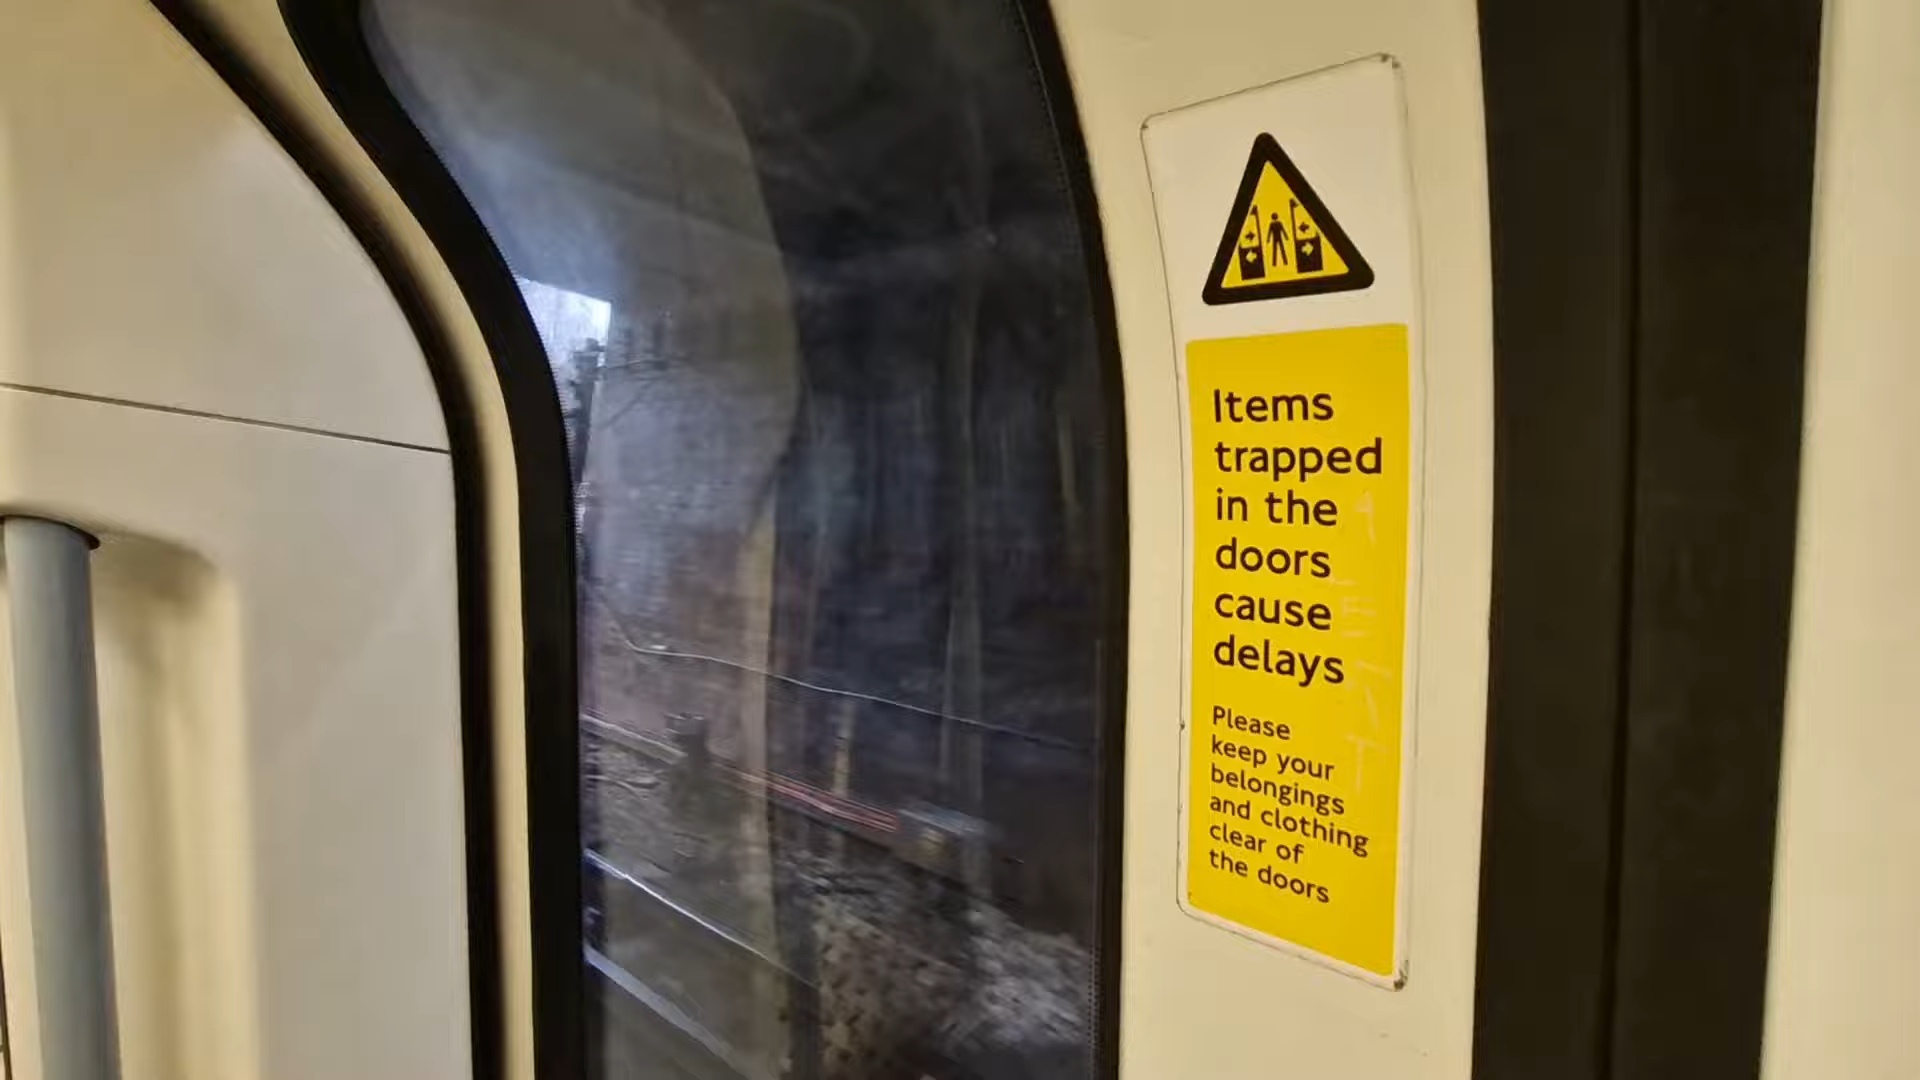 Items
trapped
in the
doors
cause
delays
Please
keep your
belongings
and clothing
clear of
the doors